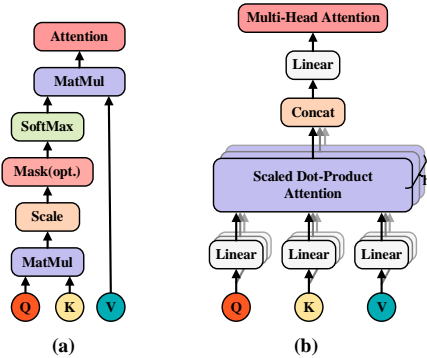 Attention
MatMul
SoftMax
Mask(opt.)
Scale
MatMul
Q
K
V
(a)
Multi-Head Attention
Linear
Concat
Scaled Dot-Product
Attention
Linear
Linear
Linear
Q
K
V
(b)